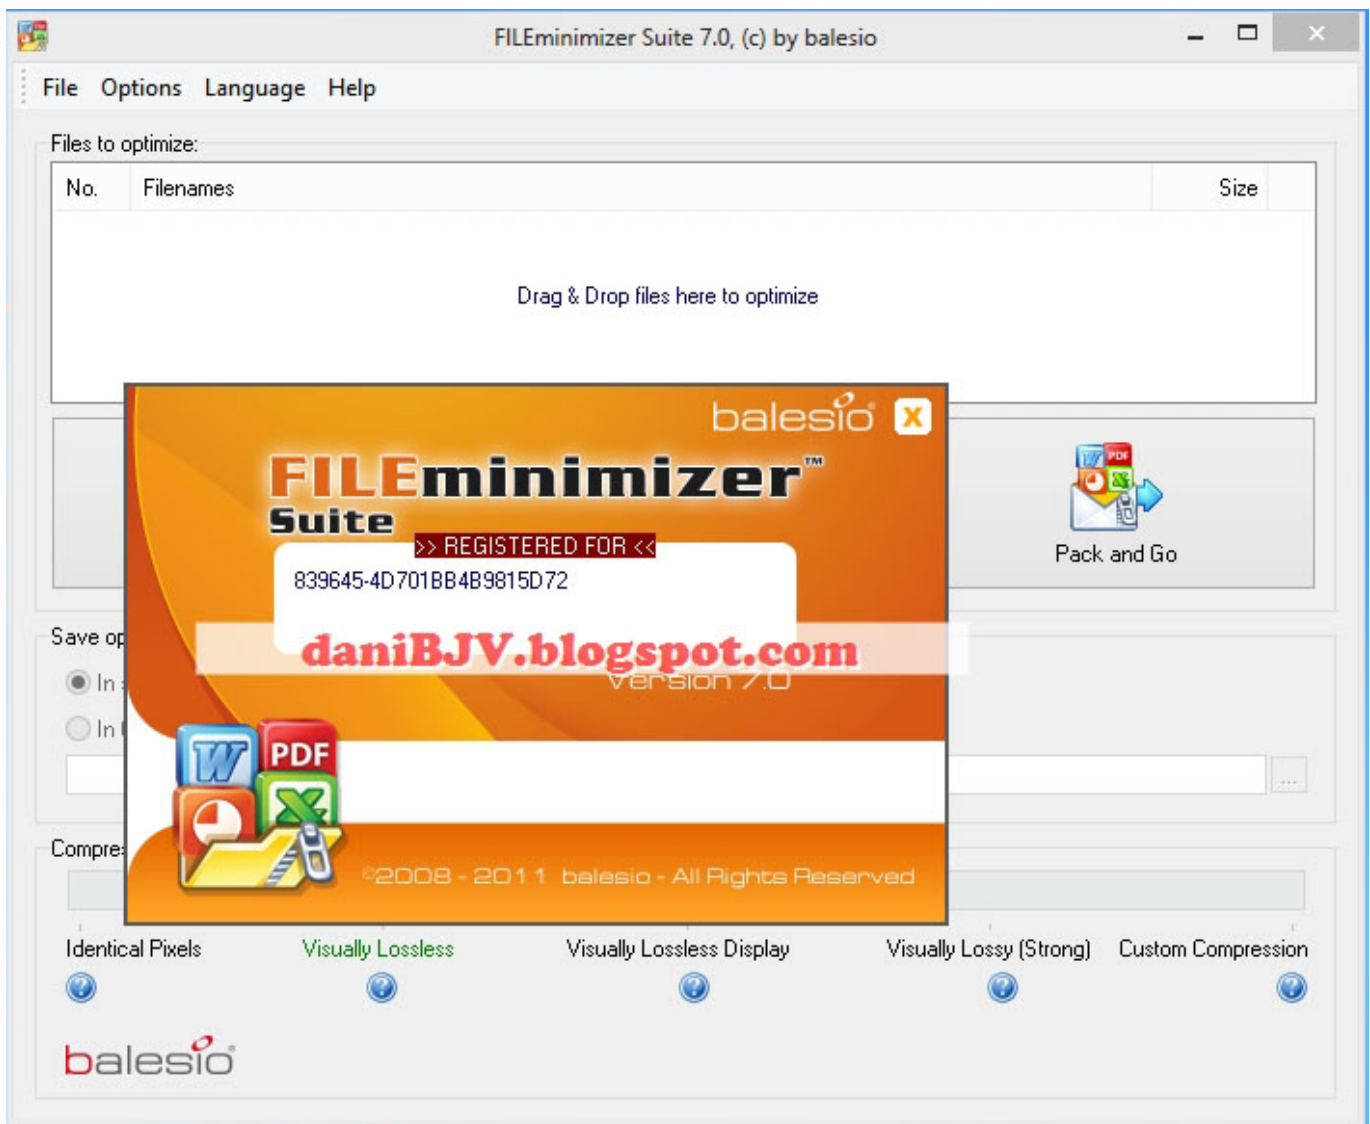 FILEminimizer Suite 7.0, (c) by balesio
File Options Language Help
Files to optimize:
No. Filenames Size
Drag & Drop files here to optimize
balesio
X
FILEminimizer™
Suite
>> REGISTERED FOR <<
839645-4D701BB4B9815D72
daniBJV.blogspot.com
Version 7.0
W PDF
X
©2008 - 2011 balesio - All Rights Reserved
W PDF
Pack and Go
Save op
In
In
...
Compre
Identical Pixels Visually Lossless Visually Lossless Display Visually Lossy (Strong) Custom Compression
? ? ? ? ?
balesio®